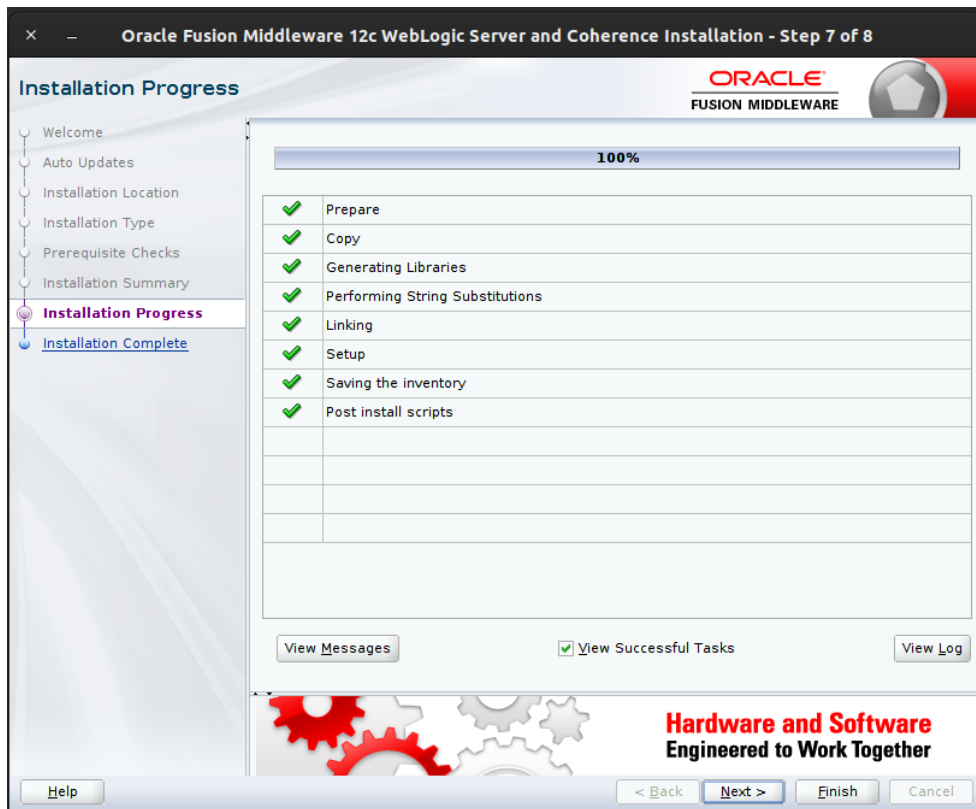 × – Oracle Fusion Middleware 12c WebLogic Server and Coherence Installation - Step 7 of 8
Installation Progress
ORACLE®
FUSION MIDDLEWARE
Welcome
Auto Updates
Installation Location
Installation Type
Prerequisite Checks
Installation Summary
Installation Progress
Installation Complete
100%
Prepare
Copy
Generating Libraries
Performing String Substitutions
Linking
Setup
Saving the inventory
Post install scripts
View Messages
View Successful Tasks
View Log
Hardware and Software
Engineered to Work Together
Help
< Back
Next >
Finish
Cancel